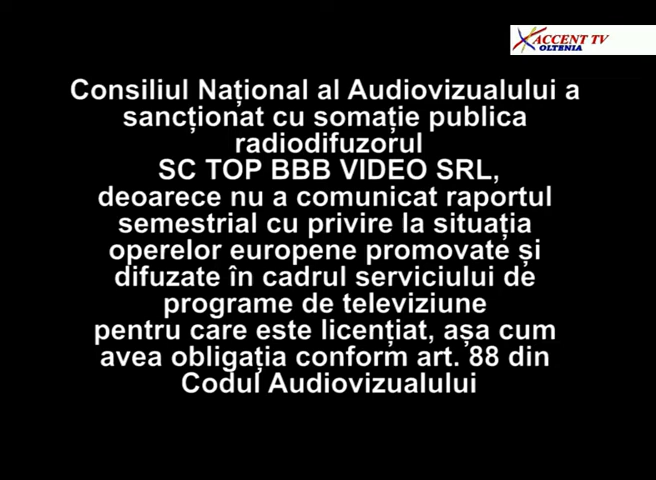 ACCENT TV
OLTENIA
Consiliul Național al Audiovizualului a
sancționat cu somație publica
radiodifuzorul
SC TOP BBB VIDEO SRL,
deoarece nu a comunicat raportul
semestrial cu privire la situația
operelor europene promovate și
difuzate în cadrul serviciului de
programe de televiziune
pentru care este licențiat, așa cum
avea obligația conform art. 88 din
Codul Audiovizualului